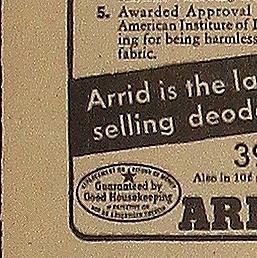 5. Awarded Approval
American Institute of
ing for being harmless
fabric.
Arrid is the la
selling deod
39
Also in 10¢
Guaranteed by
Good Housekeeping
AR